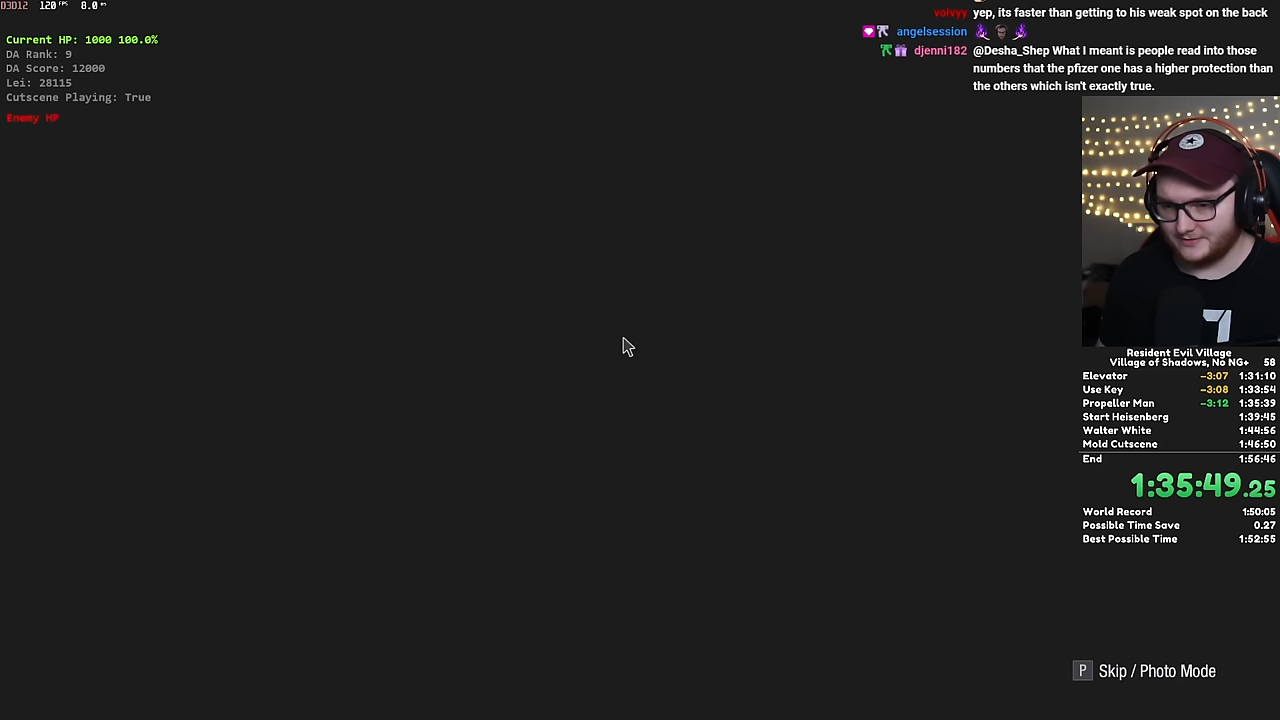 D3D12 120 FPS 8.0 ms
Current HP: 1000 100.0%
DA Rank: 9
DA Score: 12000
Lei: 28115
Cutscene Playing: True
Enemy HP
volvyy yep, its faster than getting to his weak spot on the back
angelsession
djenni182 @Desha_Shep What I meant is people read into those
numbers that the pfizer one has a higher protection than
the others which isn't exactly true.
Resident Evil Village
Village of Shadows, No NG+ 58
Elevator -3:07 1:31:10
Use Key -3:08 1:33:54
Propeller Man -3:12 1:35:39
Start Heisenberg 1:39:45
Walter White 1:44:56
Mold Cutscene 1:46:50
End 1:56:46
1:35:49.25
World Record 1:50:05
Possible Time Save 0.27
Best Possible Time 1:52:55
P Skip / Photo Mode